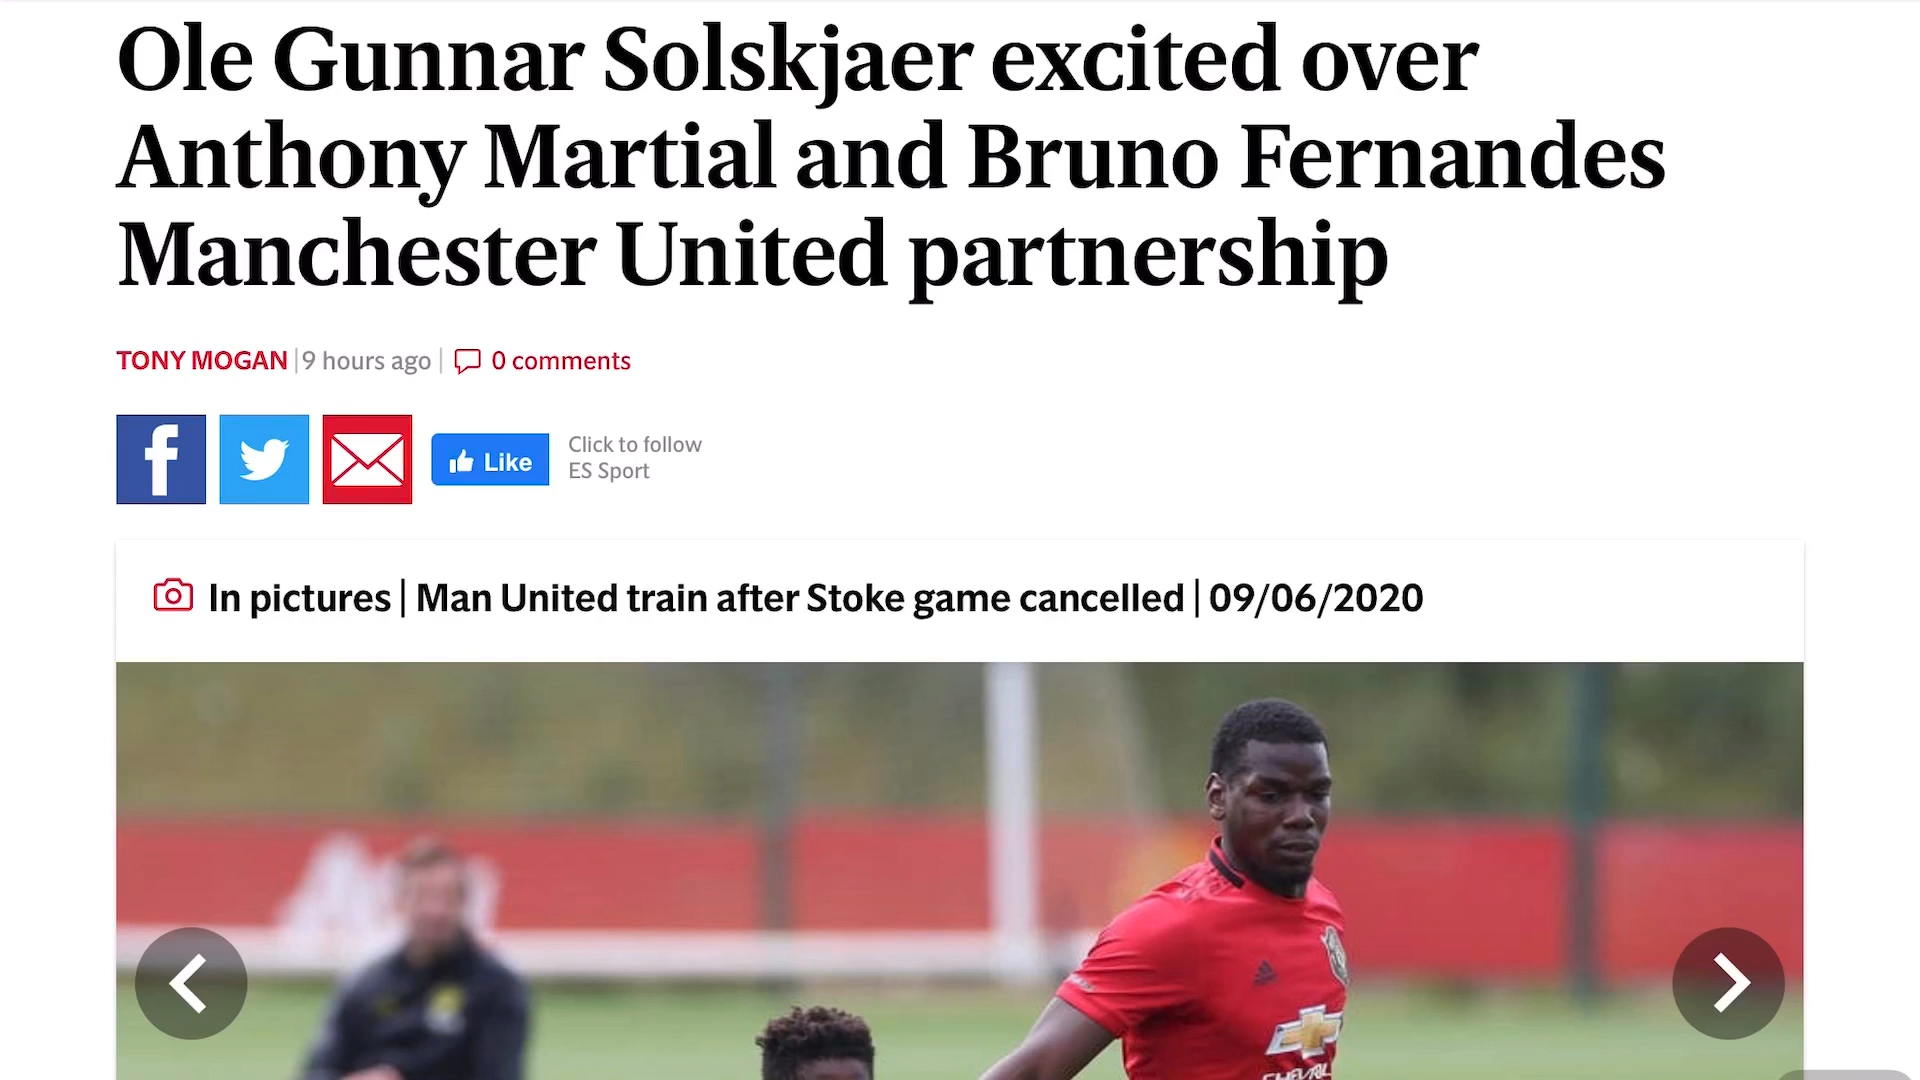 Ole Gunnar Solskjaer excited over
Anthony Martial and Bruno Fernandes
Manchester United partnership
TONY MOGAN | 9 hours ago | 0 comments
f
Like
Click to follow
ES Sport
In pictures | Man United train after Stoke game cancelled | 09/06/2020